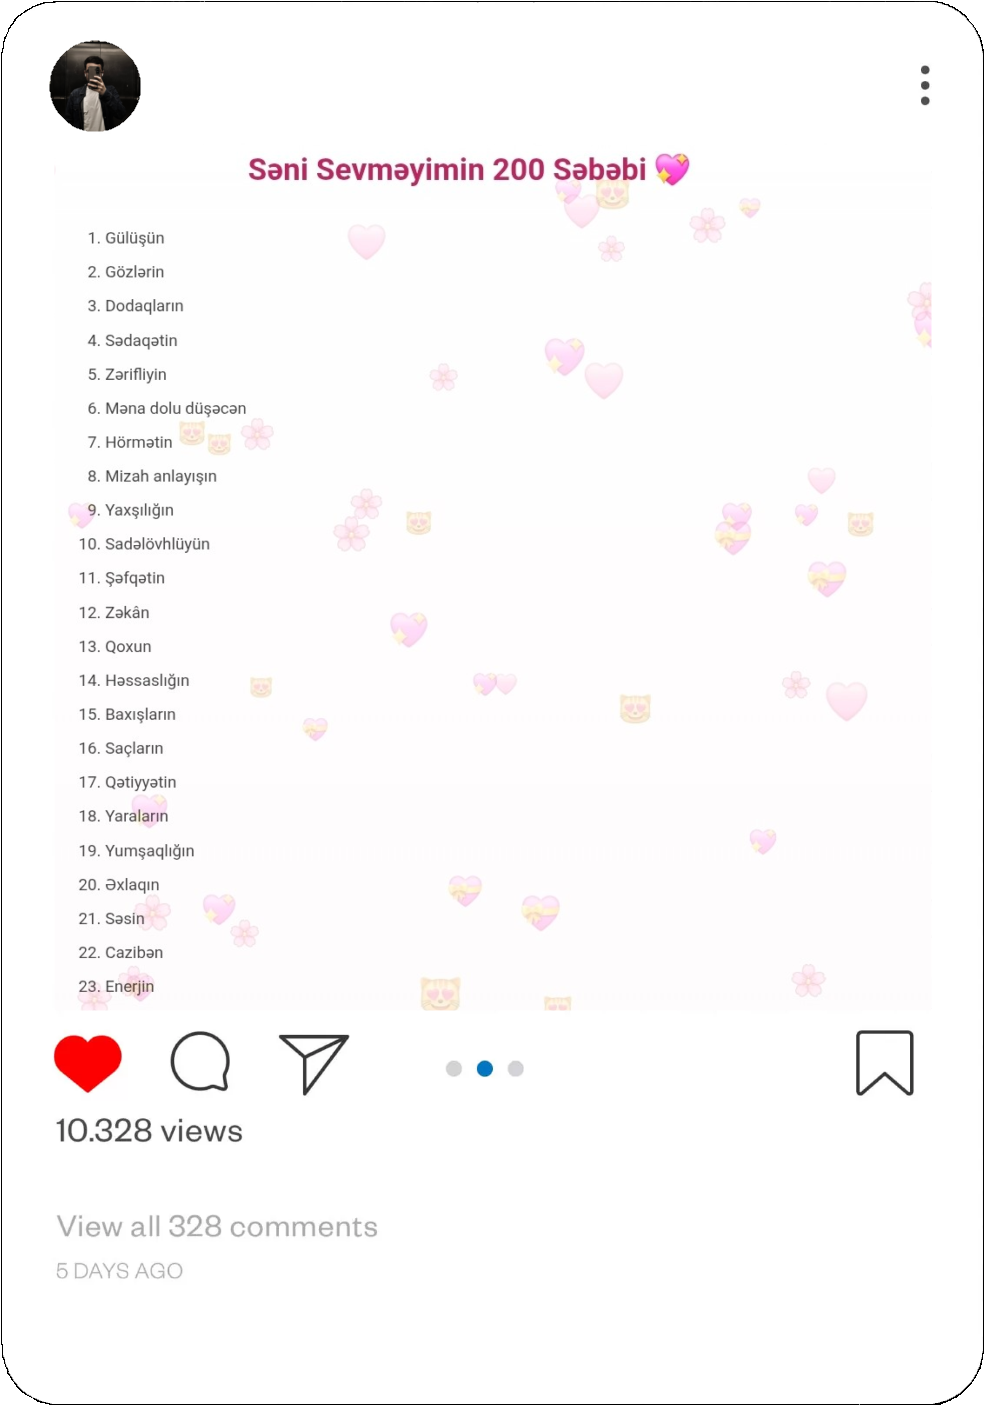 Səni Sevməyimin 200 Səbəbi 💖
1. Gülüşün
2. Gözlərin
3. Dodaqların
4. Sədaqətin
5. Zərifliyin
6. Məna dolu düşəcən
7. Hörmətin
8. Mizah anlayışın
9. Yaxşılığın
10. Sadəlövhlüyün
11. Şəfqətin
12. Zəkân
13. Qoxun
14. Həssaslığın
15. Baxışların
16. Saçların
17. Qətiyyətin
18. Yaraların
19. Yumşaqlığın
20. Əxlaqın
21. Səsin
22. Cazibən
23. Enerjin
10.328 views
View all 328 comments
5 DAYS AGO